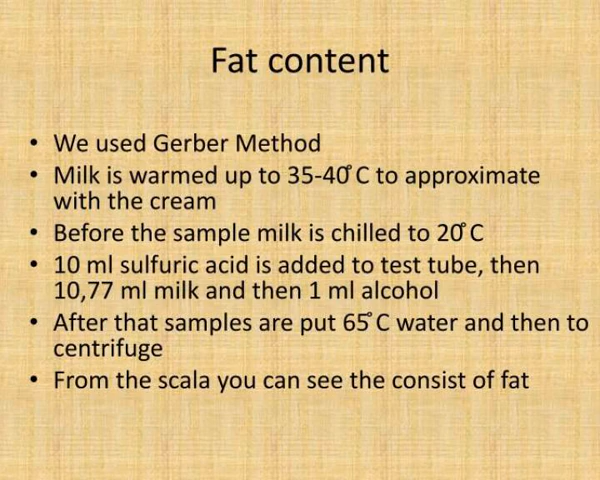 Fat content
• We used Gerber Method
• Milk is warmed up to 35-40°C to approximate
with the cream
• Before the sample milk is chilled to 20°C
• 10 ml sulfuric acid is added to test tube, then
10,77 ml milk and then 1 ml alcohol
• After that samples are put 65°C water and then to
centrifuge
• From the scala you can see the consist of fat